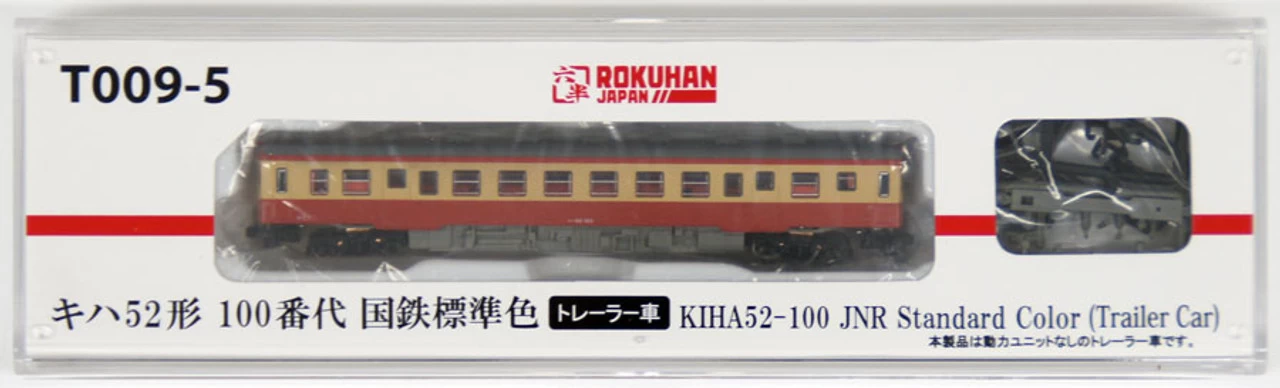 T009-5
六半 ROKUHAN
JAPAN
キハ52形 100番代 国鉄標準色 トレーラー車 KIHA52-100 JNR Standard Color (Trailer Car)
本製品は動力ユニットなしのトレーラー車です。